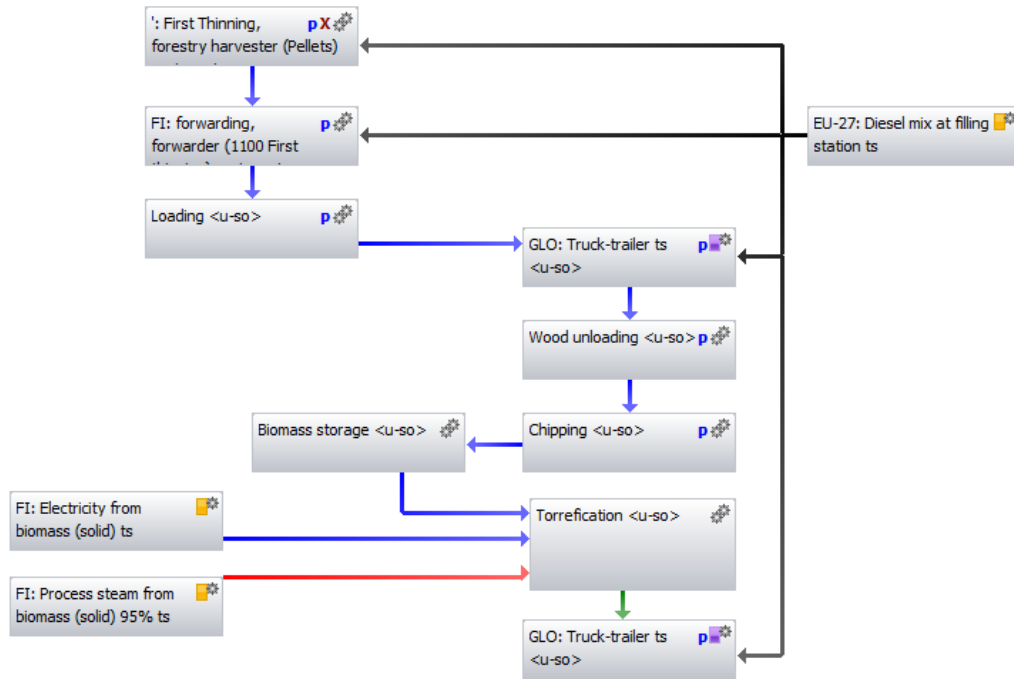 ': First Thinning, p X
forestry harvester (Pellets)
FI: forwarding, p
forwarder (1100 First
EU-27: Diesel mix at filling
station ts
Loading <u-so> p
GLO: Truck-trailer ts p
<u-so>
Wood unloading <u-so> p
Biomass storage <u-so>
Chipping <u-so> p
FI: Electricity from
biomass (solid) ts
Torrefication <u-so>
FI: Process steam from
biomass (solid) 95% ts
GLO: Truck-trailer ts p
<u-so>